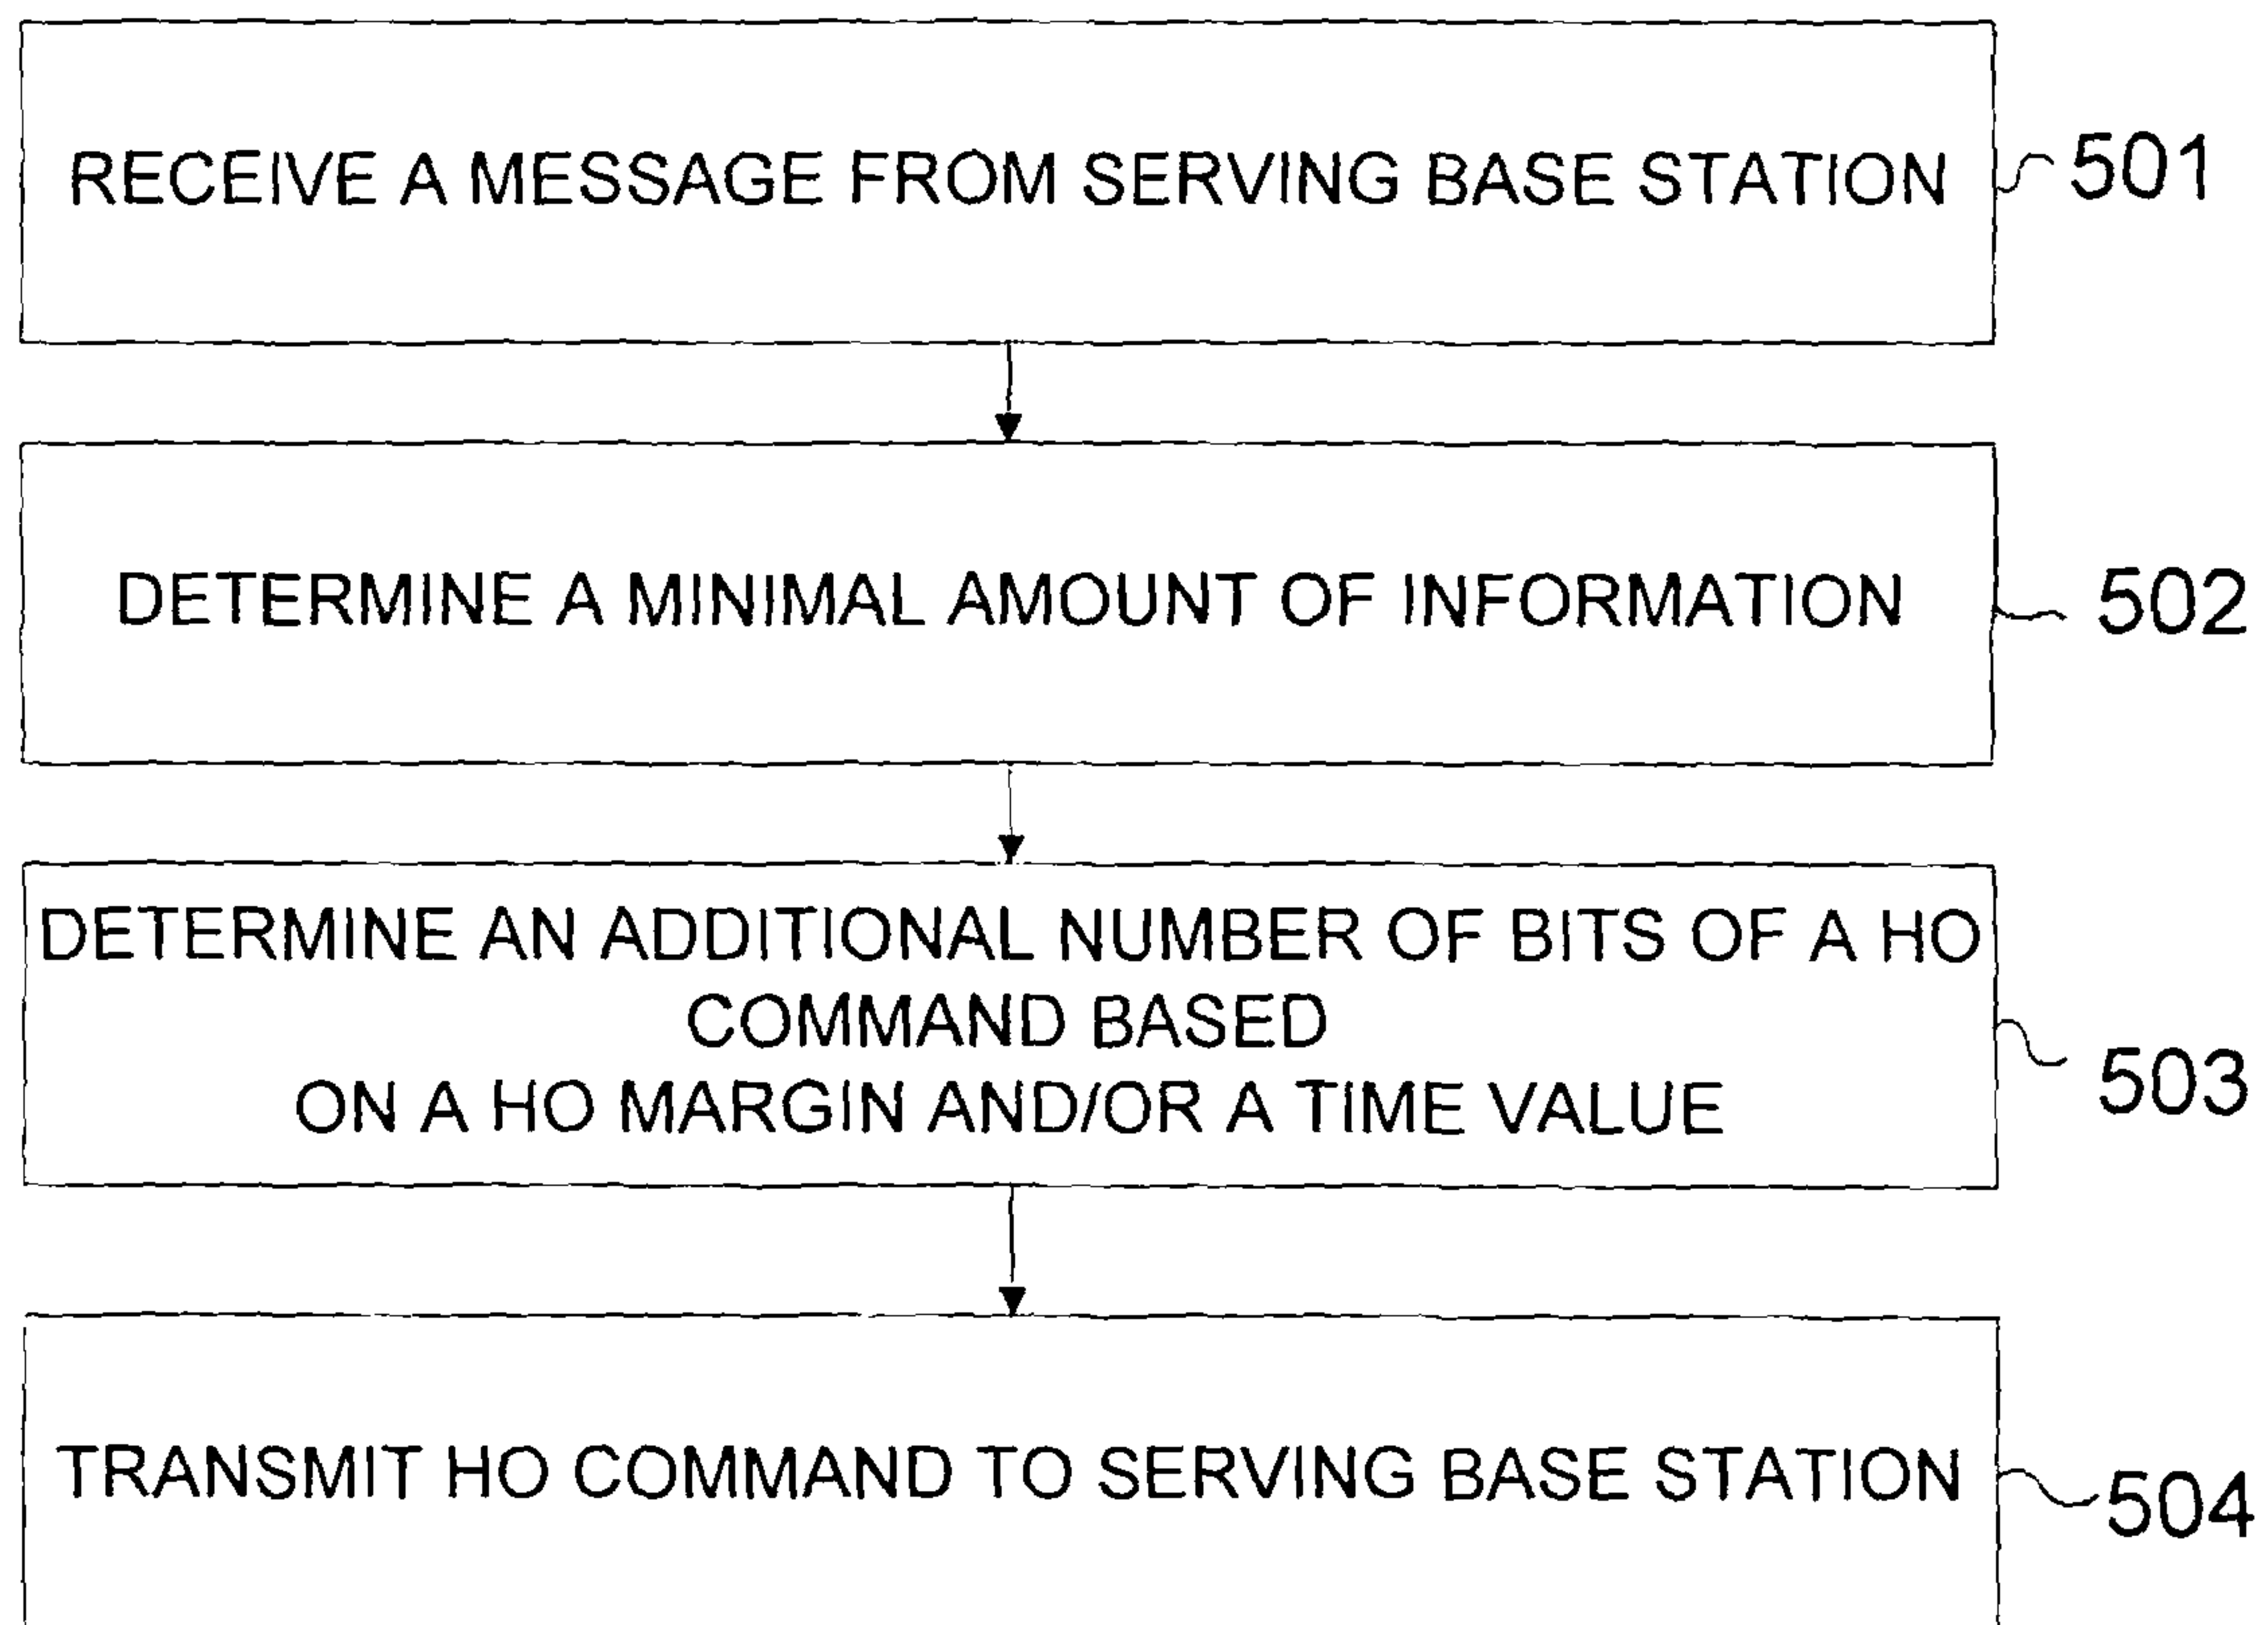 RECEIVE A MESSAGE FROM SERVING BASE STATION
501
DETERMINE A MINIMAL AMOUNT OF INFORMATION
502
DETERMINE AN ADDITIONAL NUMBER OF BITS OF A HO
COMMAND BASED
ON A HO MARGIN AND/OR A TIME VALUE
503
TRANSMIT HO COMMAND TO SERVING BASE STATION
504